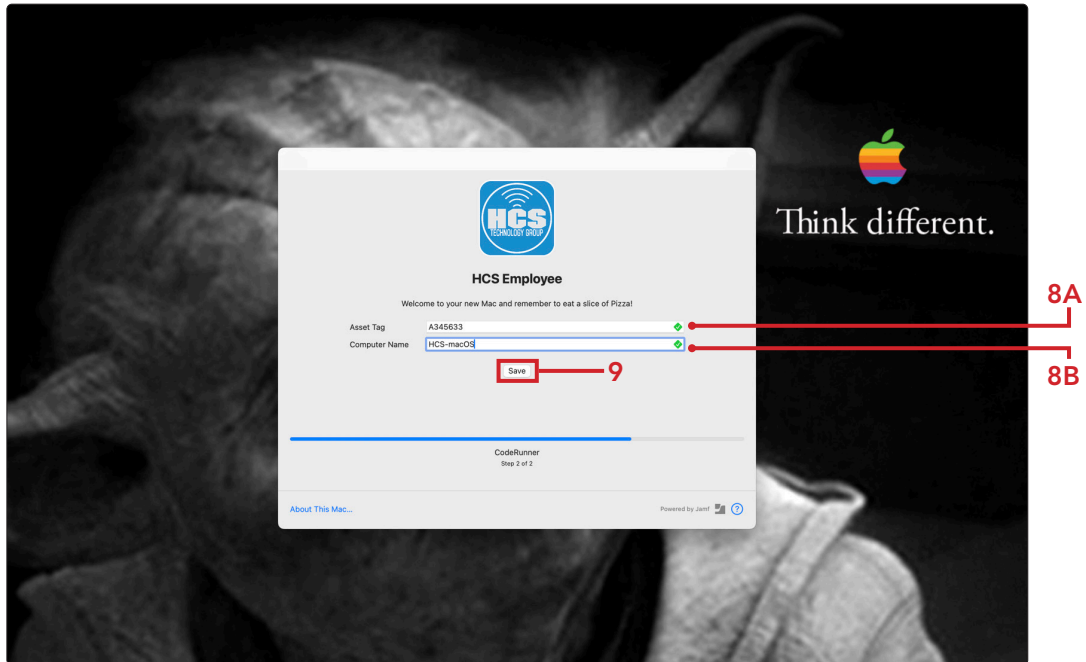 HCS
TECHNOLOGY GROUP
Think different.
HCS Employee
Welcome to your new Mac and remember to eat a slice of Pizza!
Asset Tag A345633
8A
Computer Name HCS-macOS
8B
Save 9
CodeRunner
Step 2 of 2
About This Mac... Powered by Jamf ?